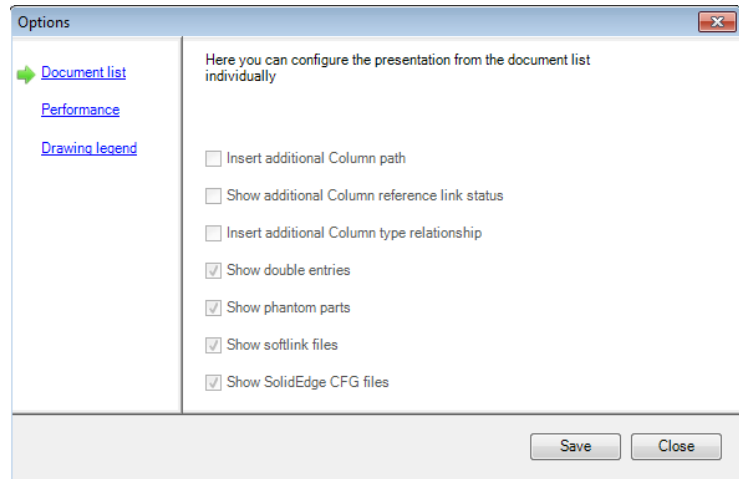 Options
Document list
Performance
Drawing legend
Here you can configure the presentation from the document list
individually
Insert additional Column path
Show additional Column reference link status
Insert additional Column type relationship
Show double entries
Show phantom parts
Show softlink files
Show SolidEdge CFG files
Save
Close